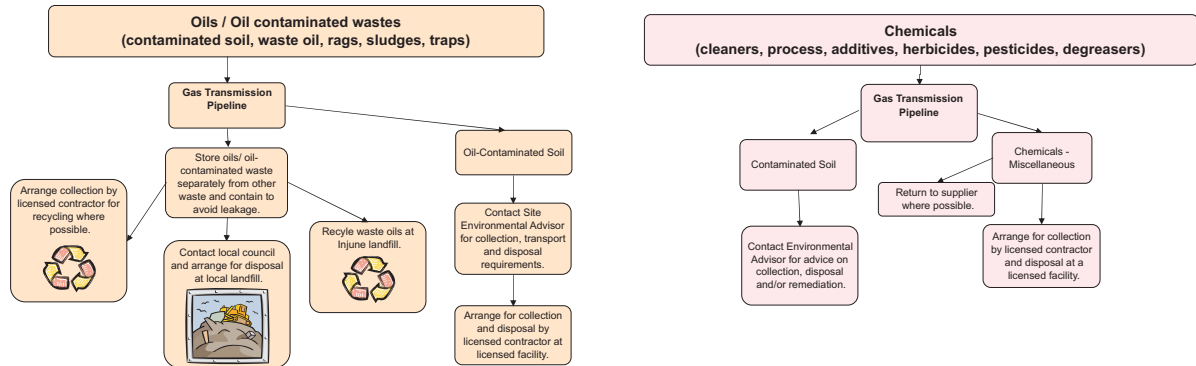 Oils / Oil contaminated wastes
(contaminated soil, waste oil, rags, sludges, traps)
Gas Transmission
Pipeline
Store oils/ oil-
contaminated waste
separately from other
waste and contain to
avoid leakage.
Oil-Contaminated Soil
Arrange collection by
licensed contractor for
recycling where
possible.
Contact local council
and arrange for disposal
at local landfill.
Recyle waste oils at
Injune landfill.
Contact Site
Environmental Advisor
for collection, transport
and disposal
requirements.
Arrange for collection
and disposal by
licensed contractor at
licensed facility.
Chemicals
(cleaners, process, additives, herbicides, pesticides, degreasers)
Gas Transmission
Pipeline
Contaminated Soil
Chemicals -
Miscellaneous
Return to supplier
where possible.
Contact Environmental
Advisor for advice on
collection, disposal
and/or remediation.
Arrange for collection
by licensed contractor
and disposal at a
licensed facility.